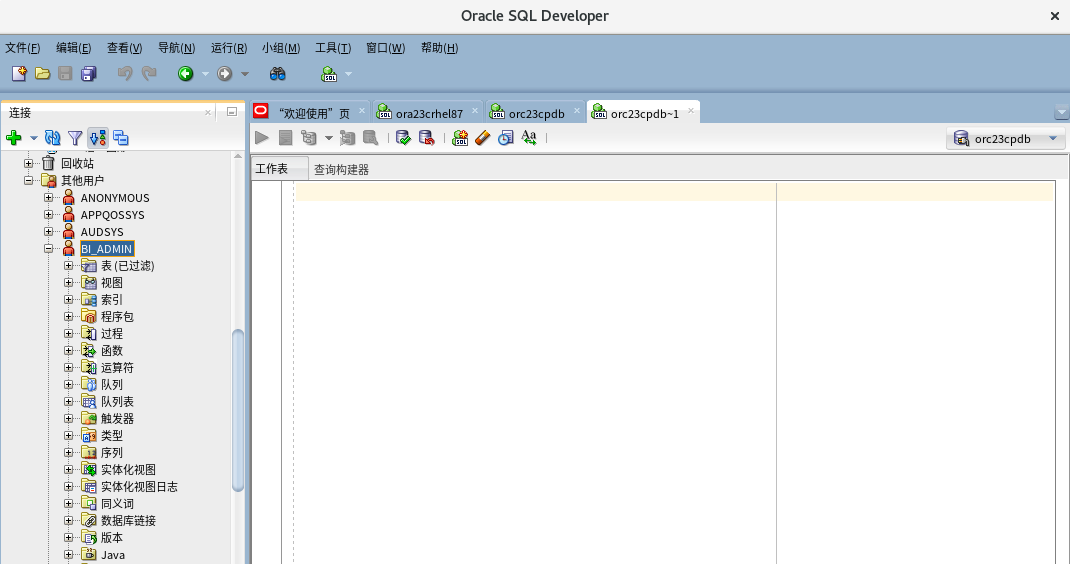 Oracle SQL Developer
文件(F) 编辑(E) 查看(V) 导航(N) 运行(R) 小组(M) 工具(T) 窗口(W) 帮助(H)
连接
“欢迎使用”页 ora23crhel87 orc23cpdb orc23cpdb~1
orc23cpdb
工作表 查询构建器
回收站
其他用户
ANONYMOUS
APPQOSSYS
AUDSYS
BI_ADMIN
表 (已过滤)
视图
索引
程序包
过程
函数
运算符
队列
队列表
触发器
类型
序列
实体化视图
实体化视图日志
同义词
数据库链接
版本
Java